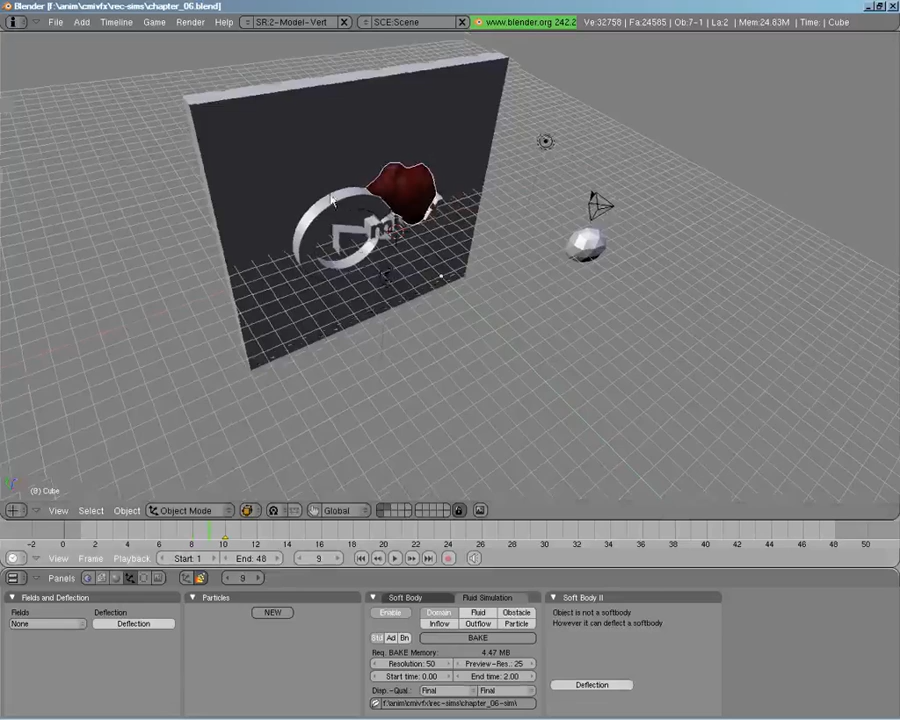 Blender [f:\anim\cmivfx\rec-sims\chapter_06.blend]
File Add Timeline Game Render Help SR:2-Model-Vert SCE:Scene www.blender.org 242.2 Ve:32758 | Fa:24585 | Ob:7-1 | La:2 | Mem:24.83M | Time: | Cube
(9) Cube
View Select Object Object Mode Global
-2 0 2 4 6 8 10 12 14 16 18 20 22 24 26 28 30 32 34 36 38 40 42 44 46 48 50
View Frame Playback Start: 1 End: 48 9
Panels 9
Fields and Deflection Particles Soft Body Fluid Simulation Soft Body II
Fields Deflection NEW Enable Domain Fluid Obstacle Object is not a softbody
None Deflection Inflow Outflow Particle However it can deflect a softbody
Std Ad Bn BAKE
Req. BAKE Memory: 4.47 MB
Resolution: 50 Preview-Res.: 25
Start time: 0.00 End time: 2.00
Deflection
Disp.-Qual.: Final Final
f:\anim\cmivfx\rec-sims\chapter_06-sim\